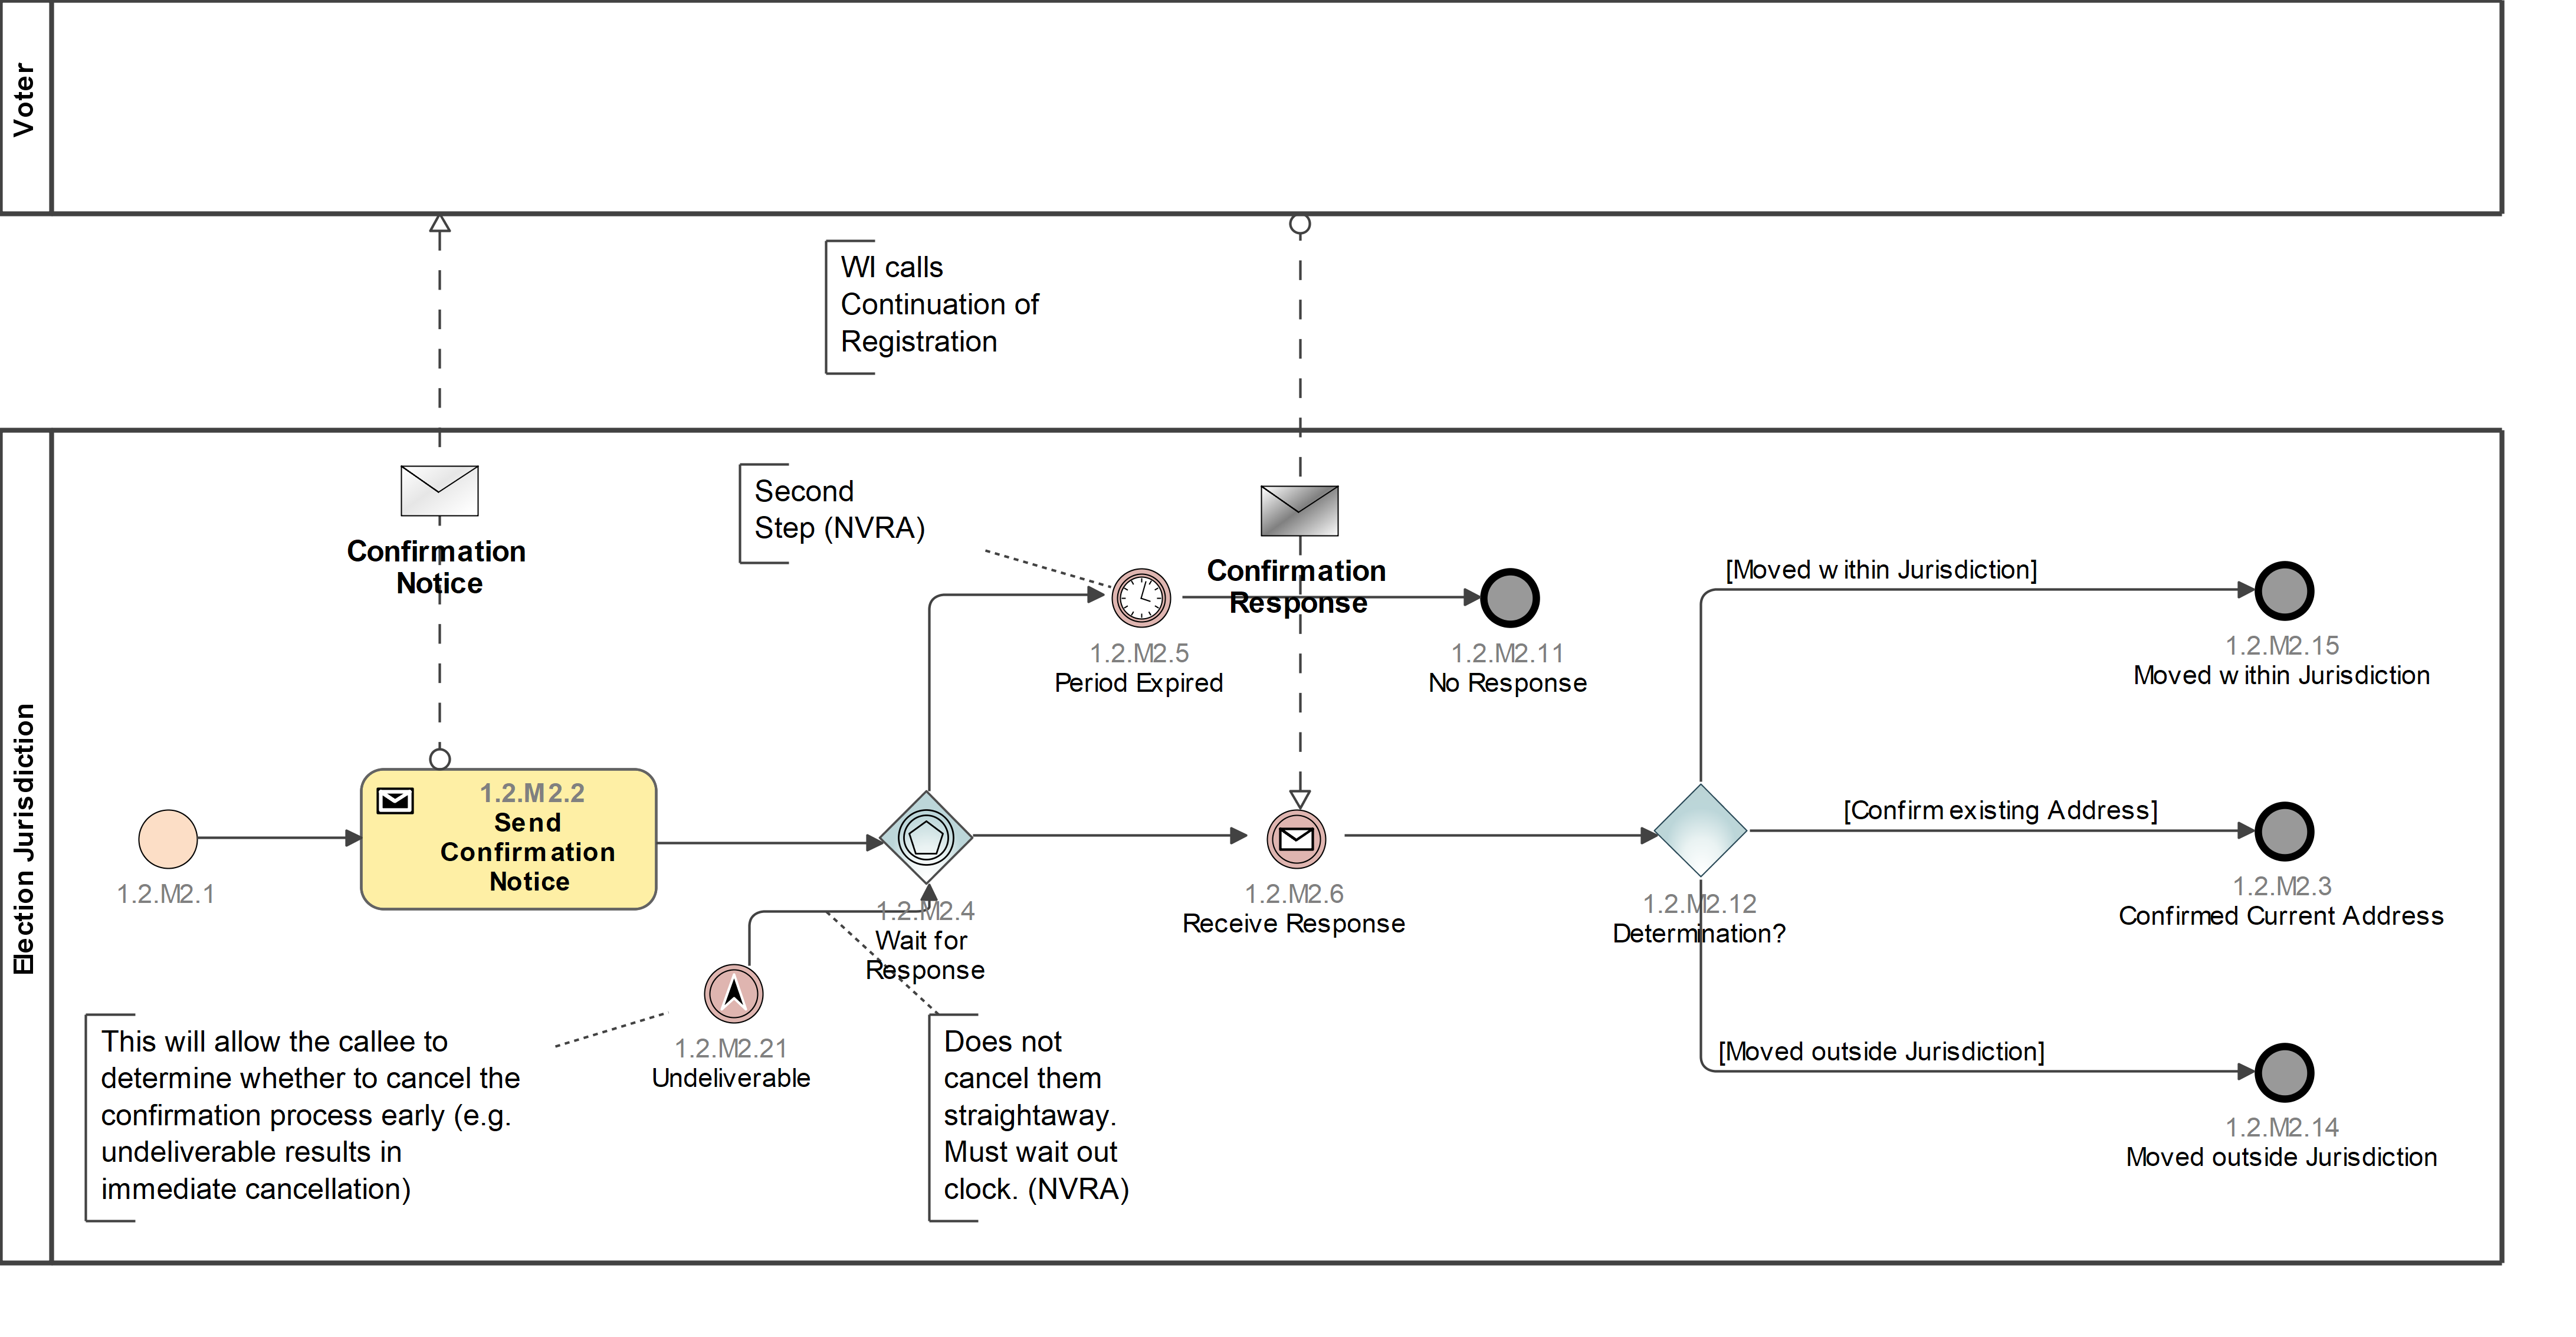 Voter
WI calls
Continuation of
Registration
Election Jurisdiction
Confirmation
Notice
Second
Step (NVRA)
Confirmation
Response
1.2.M2.5
Period Expired
1.2.M2.11
No Response
[Moved within Jurisdiction]
1.2.M2.15
Moved within Jurisdiction
1.2.M2.1
1.2.M2.2
Send
Confirmation
Notice
1.2.M2.4
Wait for
Response
1.2.M2.6
Receive Response
1.2.M2.12
Determination?
[Confirm existing Address]
1.2.M2.3
Confirmed Current Address
[Moved outside Jurisdiction]
1.2.M2.14
Moved outside Jurisdiction
1.2.M2.21
Undeliverable
This will allow the callee to
determine whether to cancel the
confirmation process early (e.g.
undeliverable results in
immediate cancellation)
Does not
cancel them
straightaway.
Must wait out
clock. (NVRA)